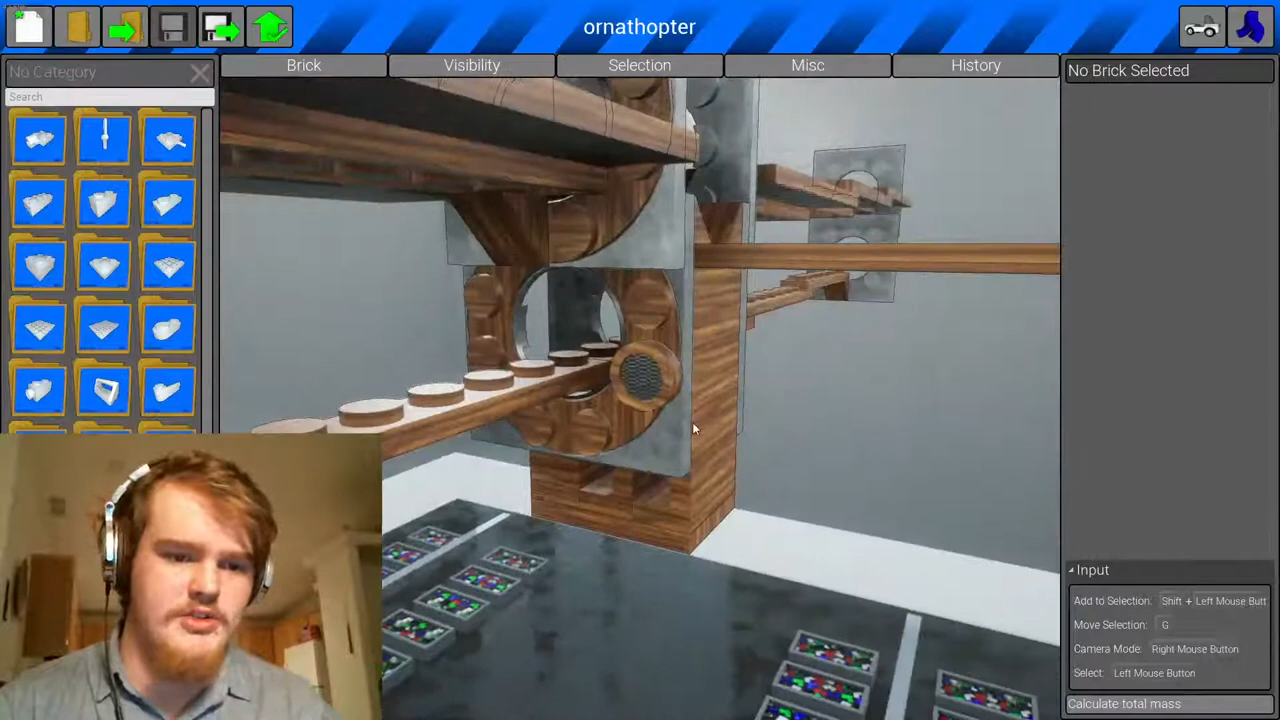 ornathopter
No Category
Search
Brick
Visibility
Selection
Misc
History
No Brick Selected
Input
Add to Selection: Shift + Left Mouse Butt
Move Selection: G
Camera Mode: Right Mouse Button
Select: Left Mouse Button
Calculate total mass